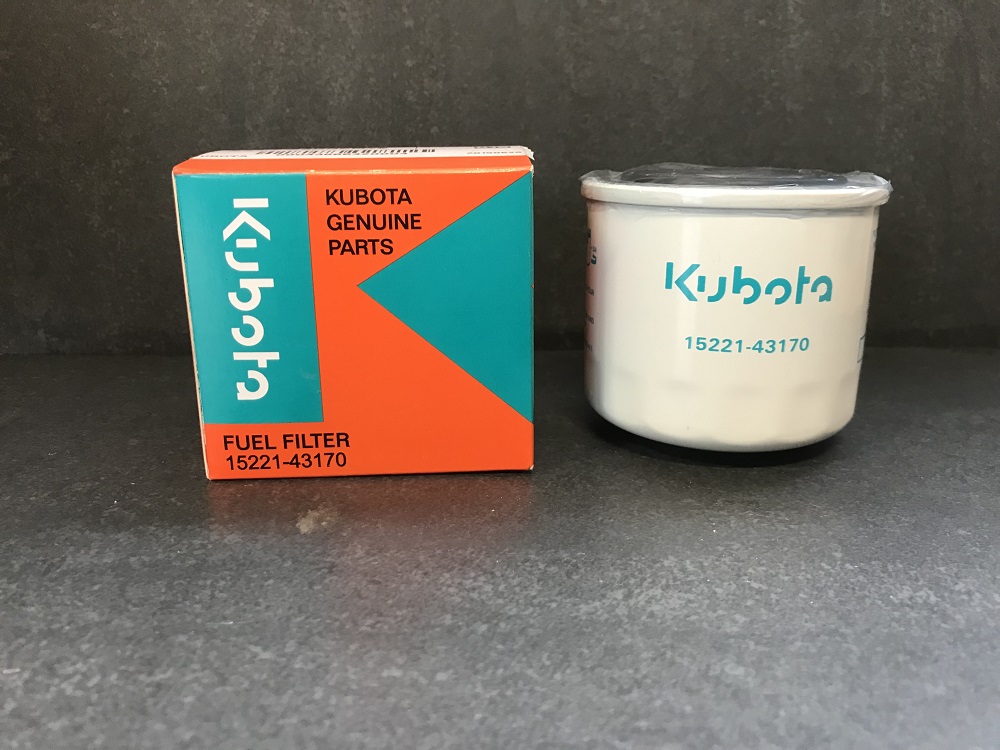 Kubota
KUBOTA
GENUINE
PARTS
FUEL FILTER
15221-43170
Kubota
15221-43170